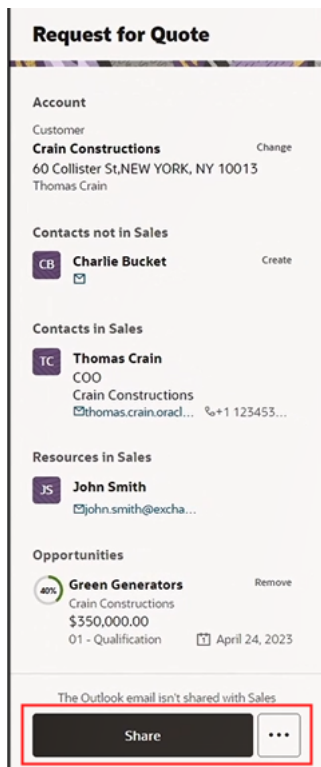 Request for Quote
Account
Customer
Crain Constructions Change
60 Collister St,NEW YORK, NY 10013
Thomas Crain
Contacts not in Sales
CB Charlie Bucket Create
Contacts in Sales
TC Thomas Crain
COO
Crain Constructions
thomas.crain.oracl... +1 123453...
Resources in Sales
JS John Smith
john.smith@excha...
Opportunities
40% Green Generators Remove
Crain Constructions
$350,000.00
01 - Qualification 1 April 24, 2023
The Outlook email isn't shared with Sales
Share ...